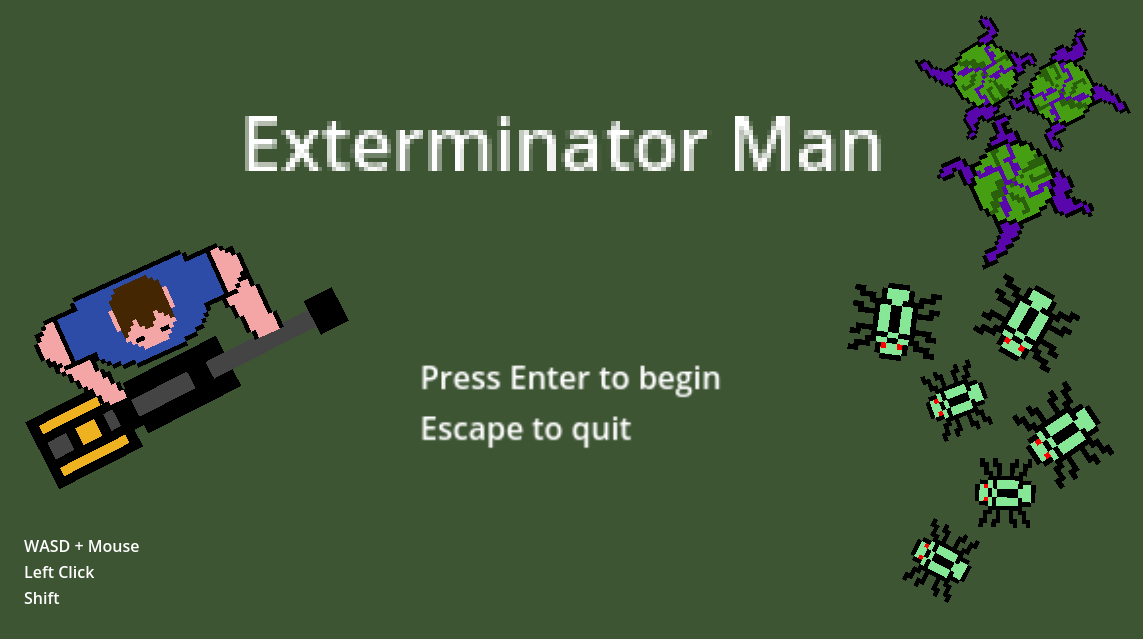 Exterminator Man
Press Enter to begin
Escape to quit
WASD + Mouse
Left Click
Shift